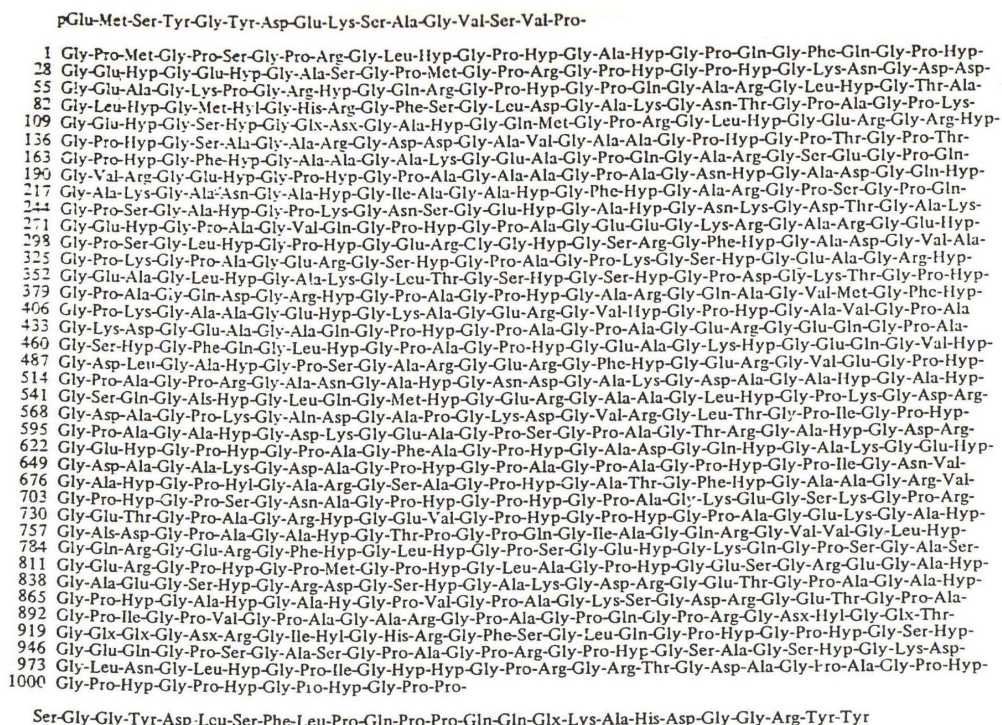 pGlu-Met-Ser-Tyr-Gly-Tyr-Asp-Glu-Lys-Ser-Ala-Gly-Val-Ser-Val-Pro-
1 Gly-Pro-Met-Gly-Pro-Ser-Gly-Pro-Arg-Gly-Leu-Hyp-Gly-Pro-Hyp-Gly-Ala-Hyp-Gly-Pro-Gln-Gly-Phe-Gln-Gly-Pro-Hyp-
28 Gly-Glu-Hyp-Gly-Glu-Hyp-Gly-Ala-Ser-Gly-Pro-Met-Gly-Pro-Arg-Gly-Pro-Hyp-Gly-Pro-Hyp-Gly-Lys-Asn-Gly-Asp-Asp-
55 Gly-Glu-Ala-Gly-Lys-Pro-Gly-Arg-Hyp-Gly-Gln-Arg-Gly-Pro-Hyp-Gly-Pro-Gln-Gly-Ala-Arg-Gly-Leu-Hyp-Gly-Thr-Ala-
82 Gly-Leu-Hyp-Gly-Met-Hyl-Gly-His-Arg-Gly-Phe-Ser-Gly-Leu-Asp-Gly-Ala-Lys-Gly-Asn-Thr-Gly-Pro-Ala-Gly-Pro-Lys-
109 Gly-Glu-Hyp-Gly-Ser-Hyp-Gly-Glx-Asx-Gly-Ala-Hyp-Gly-Gln-Met-Gly-Pro-Arg-Gly-Leu-Hyp-Gly-Glu-Arg-Gly-Arg-Hyp-
136 Gly-Pro-Hyp-Gly-Ser-Ala-Gly-Ala-Arg-Gly-Asp-Asp-Gly-Ala-Val-Gly-Ala-Ala-Gly-Pro-Hyp-Gly-Pro-Thr-Gly-Pro-Thr-
163 Gly-Pro-Hyp-Gly-Phe-Hyp-Gly-Ala-Ala-Gly-Ala-Lys-Gly-Glu-Ala-Gly-Pro-Gln-Gly-Ala-Arg-Gly-Ser-Glu-Gly-Pro-Gln-
190 Gly-Val-Arg-Gly-Glu-Hyp-Gly-Pro-Hyp-Gly-Pro-Ala-Gly-Ala-Ala-Gly-Pro-Ala-Gly-Asn-Hyp-Gly-Ala-Asp-Gly-Gln-Hyp-
217 Gly-Ala-Lys-Gly-Ala-Asn-Gly-Ala-Hyp-Gly-Ile-Ala-Gly-Ala-Hyp-Gly-Phe-Hyp-Gly-Ala-Arg-Gly-Pro-Ser-Gly-Pro-Gln-
244 Gly-Pro-Ser-Gly-Ala-Hyp-Gly-Pro-Lys-Gly-Asn-Ser-Gly-Glu-Hyp-Gly-Ala-Hyp-Gly-Asn-Lys-Gly-Asp-Thr-Gly-Ala-Lys-
271 Gly-Glu-Hyp-Gly-Pro-Ala-Gly-Val-Gln-Gly-Pro-Hyp-Gly-Pro-Ala-Gly-Glu-Glu-Gly-Lys-Arg-Gly-Ala-Arg-Gly-Glu-Hyp-
298 Gly-Pro-Ser-Gly-Leu-Hyp-Gly-Pro-Hyp-Gly-Glu-Arg-Gly-Gly-Hyp-Gly-Ser-Arg-Gly-Phe-Hyp-Gly-Ala-Asp-Gly-Val-Ala-
325 Gly-Pro-Lys-Gly-Pro-Ala-Gly-Glu-Arg-Gly-Ser-Hyp-Gly-Pro-Ala-Gly-Pro-Lys-Gly-Ser-Hyp-Gly-Glu-Ala-Gly-Arg-Hyp-
352 Gly-Glu-Ala-Gly-Leu-Hyp-Gly-Ala-Lys-Gly-Leu-Thr-Gly-Ser-Hyp-Gly-Ser-Hyp-Gly-Pro-Asp-Gly-Lys-Thr-Gly-Pro-Hyp-
379 Gly-Pro-Ala-Gly-Gln-Asp-Gly-Arg-Hyp-Gly-Pro-Ala-Gly-Pro-Hyp-Gly-Ala-Arg-Gly-Gln-Ala-Gly-Val-Met-Gly-Phe-Hyp-
406 Gly-Pro-Lys-Gly-Ala-Ala-Gly-Glu-Hyp-Gly-Lys-Ala-Gly-Glu-Arg-Gly-Val-Hyp-Gly-Pro-Hyp-Gly-Ala-Val-Gly-Pro-Ala
433 Gly-Lys-Asp-Gly-Glu-Ala-Gly-Ala-Gln-Gly-Pro-Hyp-Gly-Pro-Ala-Gly-Pro-Ala-Gly-Glu-Arg-Gly-Glu-Gln-Gly-Pro-Ala-
460 Gly-Ser-Hyp-Gly-Phe-Gln-Gly-Leu-Hyp-Gly-Pro-Ala-Gly-Pro-Hyp-Gly-Glu-Ala-Gly-Lys-Hyp-Gly-Glu-Gln-Gly-Val-Hyp-
487 Gly-Asp-Leu-Gly-Ala-Hyp-Gly-Pro-Ser-Gly-Ala-Arg-Gly-Glu-Arg-Gly-Phe-Hyp-Gly-Glu-Arg-Gly-Val-Glu-Gly-Pro-Hyp-
514 Gly-Pro-Ala-Gly-Pro-Arg-Gly-Ala-Asn-Gly-Ala-Hyp-Gly-Asn-Asp-Gly-Ala-Lys-Gly-Asp-Ala-Gly-Ala-Hyp-Gly-Ala-Hyp-
541 Gly-Ser-Gln-Gly-Als-Hyp-Gly-Leu-Gln-Gly-Met-Hyp-Gly-Glu-Arg-Gly-Ala-Ala-Gly-Leu-Hyp-Gly-Pro-Lys-Gly-Asp-Arg-
568 Gly-Asp-Ala-Gly-Pro-Lys-Gly-Aln-Asp-Gly-Ala-Pro-Gly-Lys-Asp-Gly-Val-Arg-Gly-Leu-Thr-Gly-Pro-Ile-Gly-Pro-Hyp-
595 Gly-Pro-Ala-Gly-Ala-Hyp-Gly-Asp-Lys-Gly-Glu-Ala-Gly-Pro-Ser-Gly-Pro-Ala-Gly-Thr-Arg-Gly-Ala-Hyp-Gly-Asp-Arg-
622 Gly-Glu-Hyp-Gly-Pro-Hyp-Gly-Pro-Ala-Gly-Phe-Ala-Gly-Pro-Hyp-Gly-Ala-Asp-Gly-Gln-Hyp-Gly-Ala-Lys-Gly-Glu-Hyp-
649 Gly-Asp-Ala-Gly-Ala-Lys-Gly-Asp-Ala-Gly-Pro-Hyp-Gly-Pro-Ala-Gly-Pro-Ala-Gly-Pro-Hyp-Gly-Pro-Ile-Gly-Asn-Val-
676 Gly-Ala-Hyp-Gly-Pro-Hyl-Gly-Ala-Arg-Gly-Ser-Ala-Gly-Pro-Hyp-Gly-Ala-Thr-Gly-Phe-Hyp-Gly-Ala-Ala-Gly-Arg-Val-
703 Gly-Pro-Hyp-Gly-Pro-Ser-Gly-Asn-Ala-Gly-Pro-Hyp-Gly-Pro-Hyp-Gly-Pro-Ala-Gly-Lys-Glu-Gly-Ser-Lys-Gly-Pro-Arg-
730 Gly-Glu-Thr-Gly-Pro-Ala-Gly-Arg-Hyp-Gly-Glu-Val-Gly-Pro-Hyp-Gly-Pro-Hyp-Gly-Pro-Ala-Gly-Glu-Lys-Gly-Ala-Hyp-
757 Gly-Als-Asp-Gly-Pro-Ala-Gly-Ala-Hyp-Gly-Thr-Pro-Gly-Pro-Gln-Gly-Ile-Ala-Gly-Gln-Arg-Gly-Val-Val-Gly-Leu-Hyp-
784 Gly-Gln-Arg-Gly-Glu-Arg-Gly-Phe-Hyp-Gly-Leu-Hyp-Gly-Pro-Ser-Gly-Glu-Hyp-Gly-Lys-Gln-Gly-Pro-Ser-Gly-Ala-Ser-
811 Gly-Glu-Arg-Gly-Pro-Hyp-Gly-Pro-Met-Gly-Pro-Hyp-Gly-Leu-Ala-Gly-Pro-Hyp-Gly-Glu-Ser-Gly-Arg-Glu-Gly-Ala-Hyp-
838 Gly-Ala-Glu-Gly-Ser-Hyp-Gly-Arg-Asp-Gly-Ser-Hyp-Gly-Ala-Lys-Gly-Asp-Arg-Gly-Glu-Thr-Gly-Pro-Ala-Gly-Ala-Hyp-
865 Gly-Pro-Hyp-Gly-Ala-Hyp-Gly-Ala-Hy-Gly-Pro-Val-Gly-Pro-Ala-Gly-Lys-Ser-Gly-Asp-Arg-Gly-Glu-Thr-Gly-Pro-Ala-
892 Gly-Pro-Ile-Gly-Pro-Val-Gly-Pro-Ala-Gly-Ala-Arg-Gly-Pro-Ala-Gly-Pro-Gln-Gly-Pro-Arg-Gly-Asx-Hyl-Gly-Glx-Thr-
919 Gly-Glx-Glx-Gly-Asx-Arg-Gly-Ile-Hyl-Gly-His-Arg-Gly-Phe-Ser-Gly-Leu-Gln-Gly-Pro-Hyp-Gly-Pro-Hyp-Gly-Ser-Hyp-
946 Gly-Glu-Gln-Gly-Pro-Ser-Gly-Ala-Ser-Gly-Pro-Ala-Gly-Pro-Arg-Gly-Pro-Hyp-Gly-Ser-Ala-Gly-Ser-Hyp-Gly-Lys-Asp-
973 Gly-Leu-Asn-Gly-Leu-Hyp-Gly-Pro-Ile-Gly-Hyp-Hyp-Gly-Pro-Arg-Gly-Arg-Thr-Gly-Asp-Ala-Gly-Pro-Ala-Gly-Pro-Hyp-
1000 Gly-Pro-Hyp-Gly-Pro-Hyp-Gly-Pro-Hyp-Gly-Pro-Pro-
Ser-Gly-Gly-Tyr-Asp-Leu-Ser-Phe-Leu-Pro-Gln-Pro-Pro-Gln-Gln-Glx-Lys-Ala-His-Asp-Gly-Gly-Arg-Tyr-Tyr